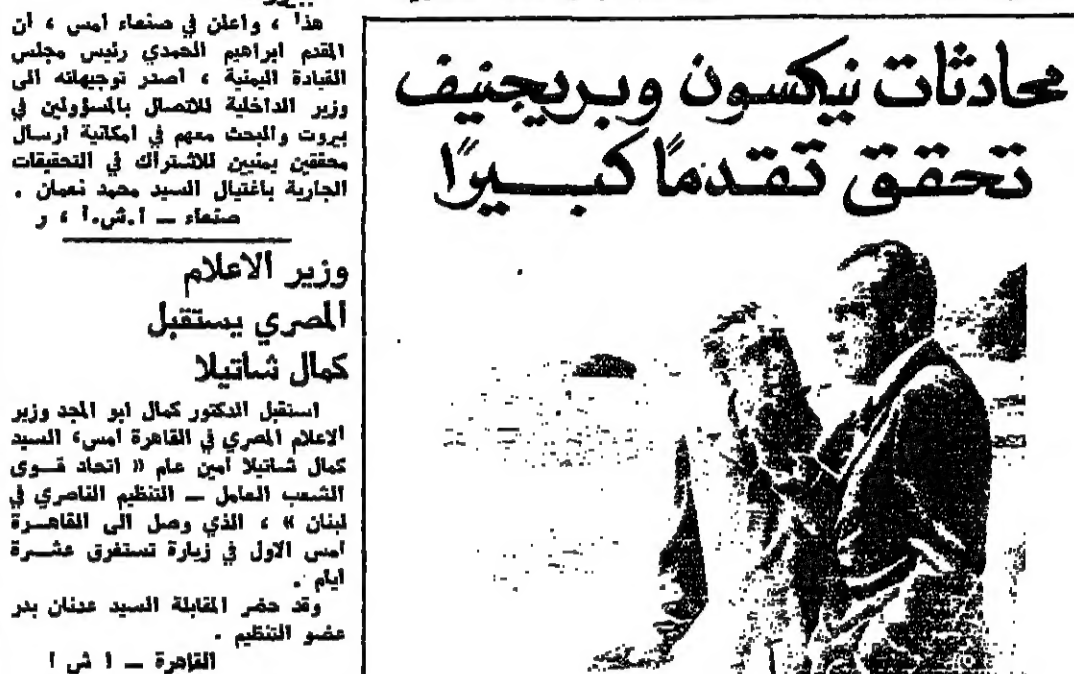 محادثات نيكسون وبريجنيف
تحقق تقدمًا كبيرًا
هذا ، واعلن في صنعاء امس ، ان
المقدم ابراهيم الحمدي رئيس مجلس
القيادة اليمنية ، اصدر توجيهاته الى
وزير الداخلية للاتصال بالمسؤولين في
بيروت والبحث معهم في امكانية ارسال
محققين يمنيين للاشتراك في التحقيقات
الجارية باغتيال السيد محمد نعمان .
صنعاء — ا.ش.ا ، ر
وزير الاعلام
المصري يستقبل
كمال شاتيلا
استقبل الدكتور كمال ابو المجد وزير
الاعلام المصري في القاهرة امس، السيد
كمال شاتيلا امين عام « اتحاد قوى
الشعب العامل — التنظيم الناصري في
لبنان » ، الذي وصل الى القاهرة
امس الاول في زيارة تستغرق عشرة
ايام .
وقد حضر المقابلة السيد عدنان بدر
عضو التنظيم .
القاهرة — ا ش ا